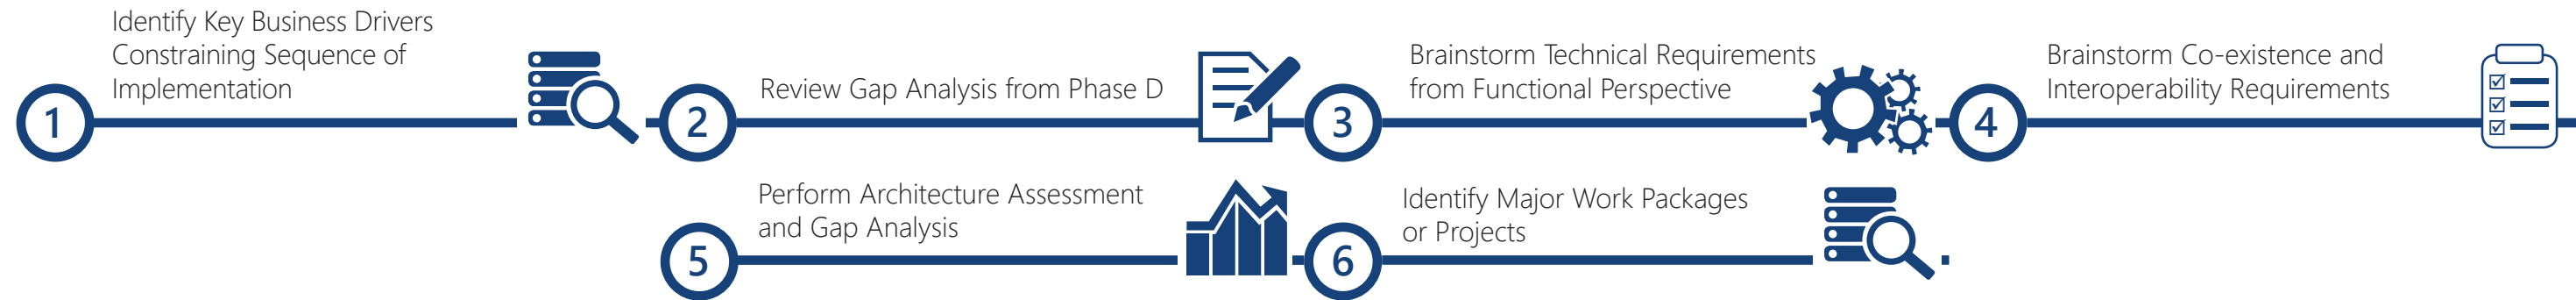 1
Identify Key Business Drivers
Constraining Sequence of
Implementation
2
Review Gap Analysis from Phase D
3
Brainstorm Technical Requirements
from Functional Perspective
4
Brainstorm Co-existence and
Interoperability Requirements
5
Perform Architecture Assessment
and Gap Analysis
6
Identify Major Work Packages
or Projects